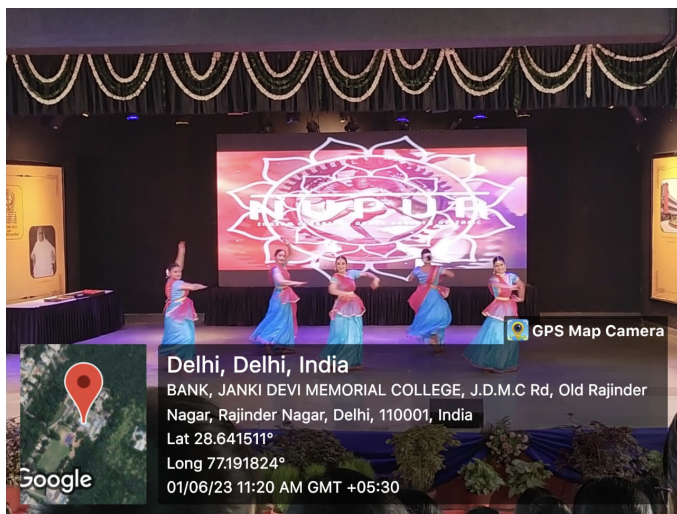 NUPUR
GPS Map Camera
Delhi, Delhi, India
BANK, JANKI DEVI MEMORIAL COLLEGE, J.D.M.C Rd, Old Rajinder
Nagar, Rajinder Nagar, Delhi, 110001, India
Lat 28.641511°
Long 77.191824°
01/06/23 11:20 AM GMT +05:30
Google